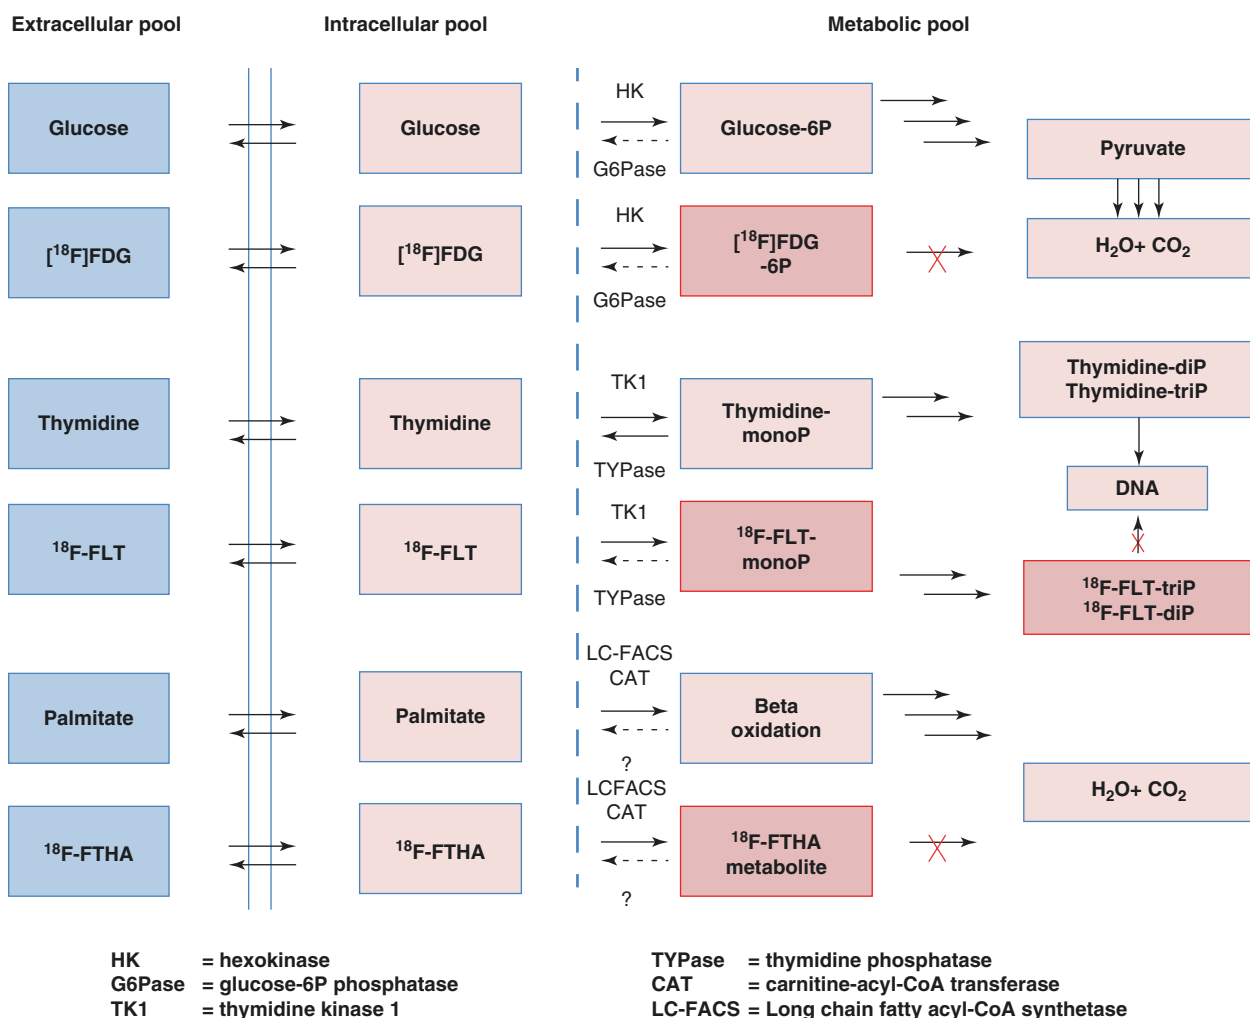 Extracellular pool Intracellular pool Metabolic pool
Glucose Glucose HK Glucose-6P
G6Pase
Pyruvate
[18F]FDG [18F]FDG HK [18F]FDG
-6P
G6Pase
H2O+ CO2
Thymidine Thymidine TK1 Thymidine-
monoP
TYPase
Thymidine-diP
Thymidine-triP
DNA
18F-FLT 18F-FLT TK1 18F-FLT-
monoP
TYPase
18F-FLT-triP
18F-FLT-diP
Palmitate Palmitate LC-FACS
CAT
Beta
oxidation
?
H2O+ CO2
18F-FTHA 18F-FTHA LCFACS
CAT
18F-FTHA
metabolite
?
HK = hexokinase
G6Pase = glucose-6P phosphatase
TK1 = thymidine kinase 1
TYPase = thymidine phosphatase
CAT = carnitine-acyl-CoA transferase
LC-FACS = Long chain fatty acyl-CoA synthetase